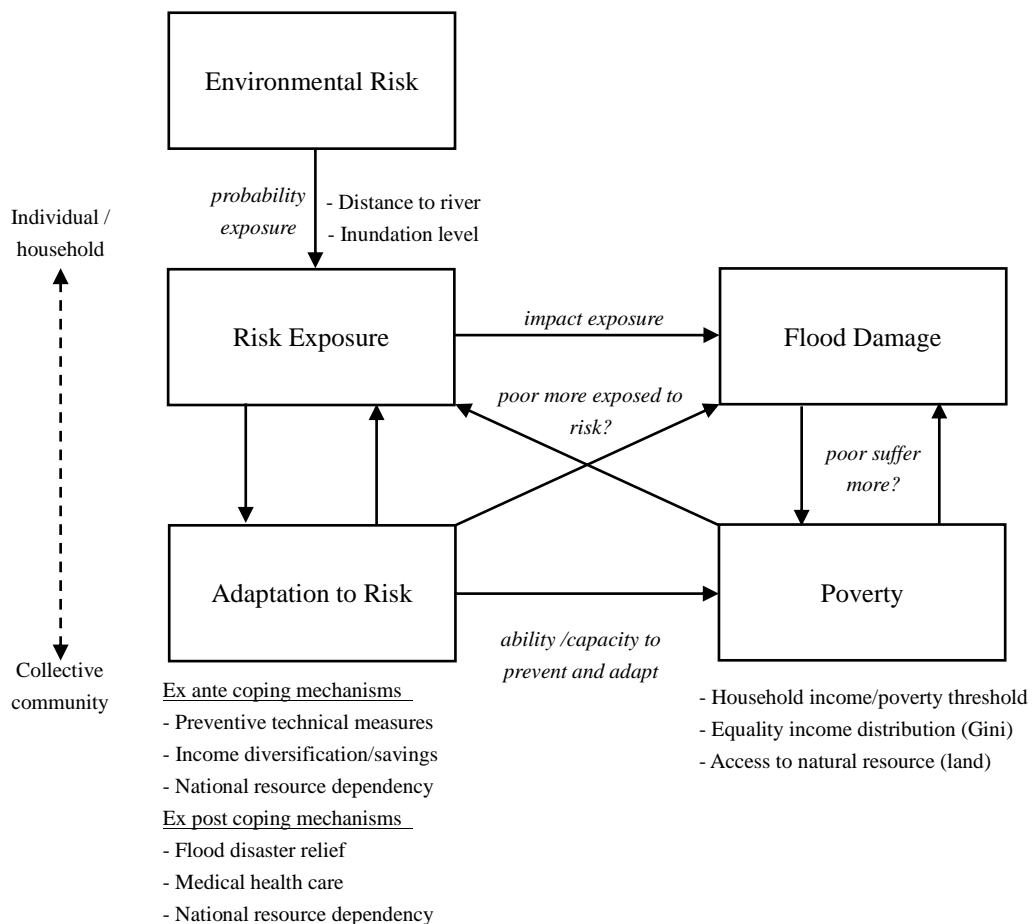 Environmental Risk
probability
exposure
- Distance to river
- Inundation level
Individual /
household
Risk Exposure
impact exposure
Flood Damage
poor more exposed to
risk?
poor suffer
more?
Adaptation to Risk
Poverty
ability /capacity to
prevent and adapt
Collective
community
Ex ante coping mechanisms
- Preventive technical measures
- Income diversification/savings
- National resource dependency
Ex post coping mechanisms
- Flood disaster relief
- Medical health care
- National resource dependency
- Household income/poverty threshold
- Equality income distribution (Gini)
- Access to natural resource (land)